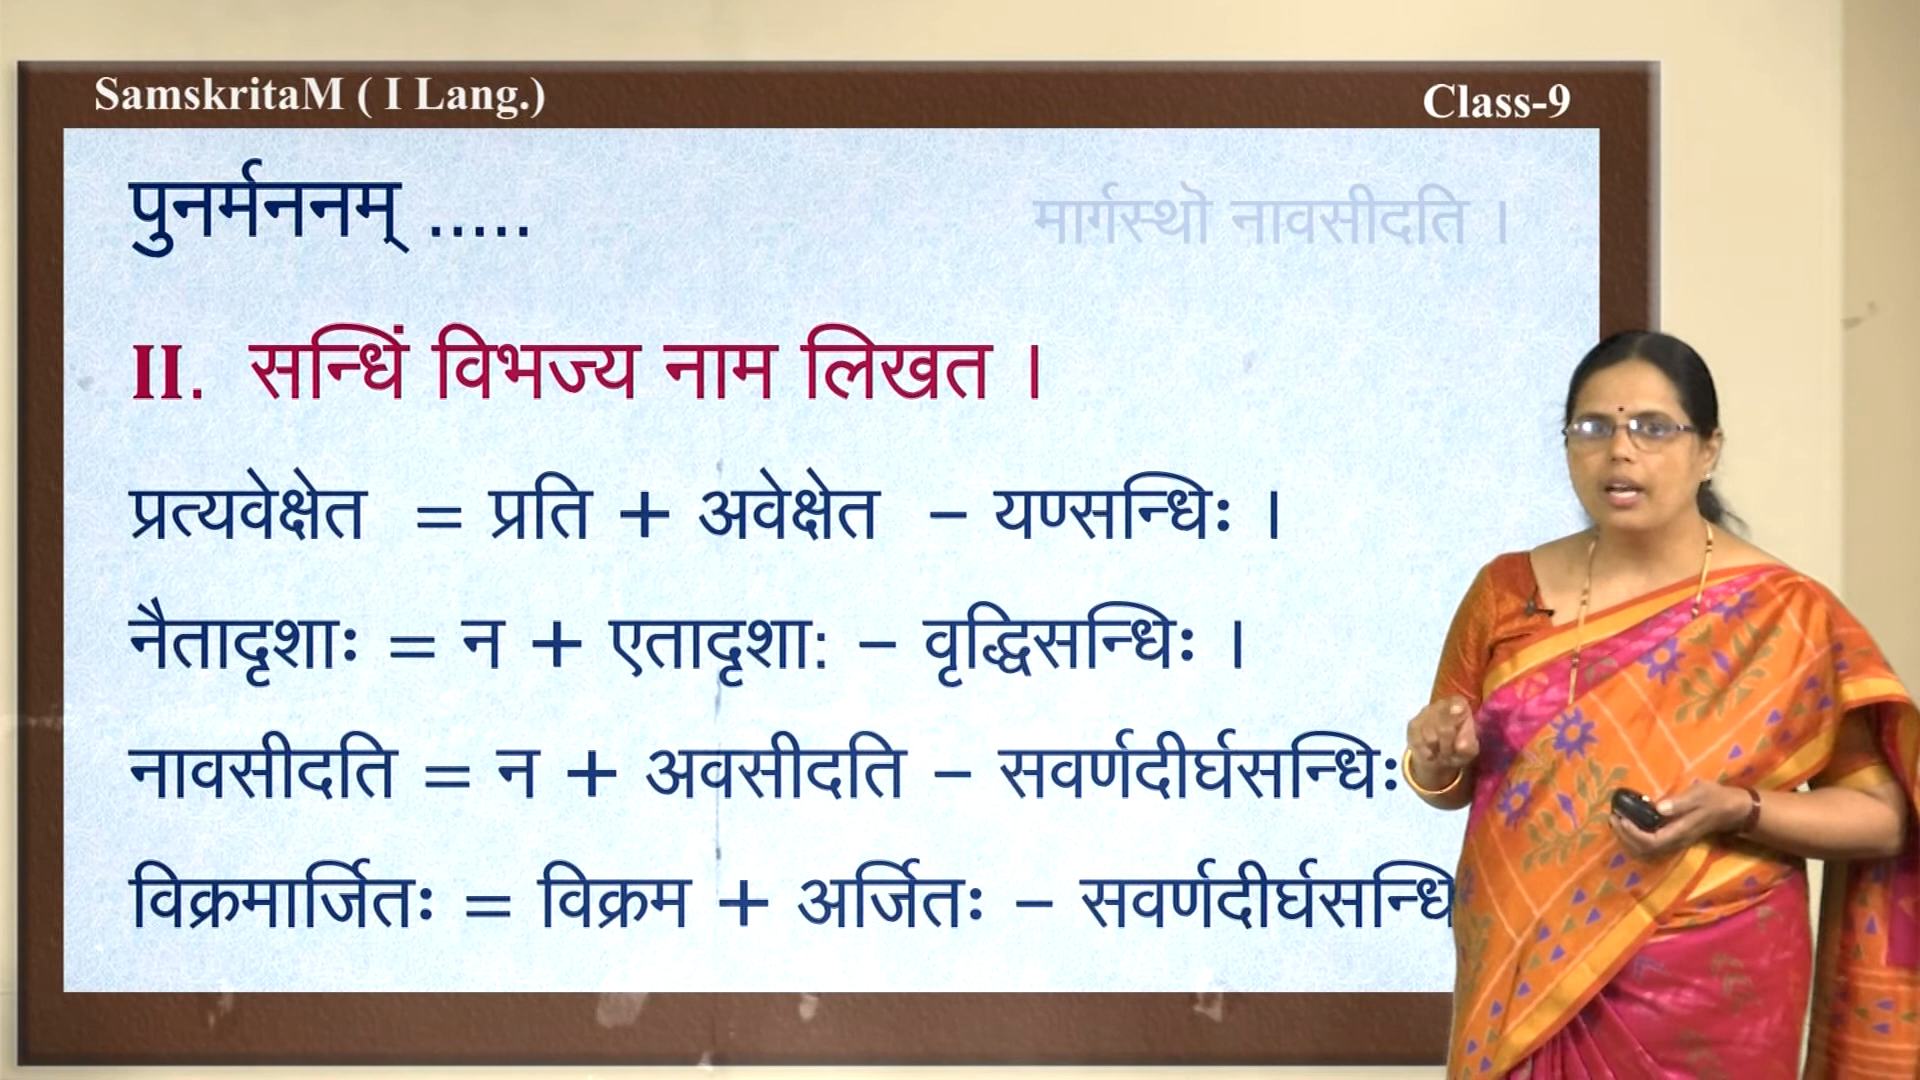 SamskritaM ( I Lang.)
Class-9
पुनर्मननम् .....
मार्गस्थॊ नावसीदति ।
II. सन्धिं विभज्य नाम लिखत ।
प्रत्यवेक्षेत = प्रति + अवेक्षेत – यण्सन्धिः ।
नैतादृशाः = न + एतादृशा: – वृद्धिसन्धिः ।
नावसीदति = न + अवसीदति – सवर्णदीर्घसन्धिः
विक्रमार्जितः = विक्रम + अर्जितः – सवर्णदीर्घसन्धि